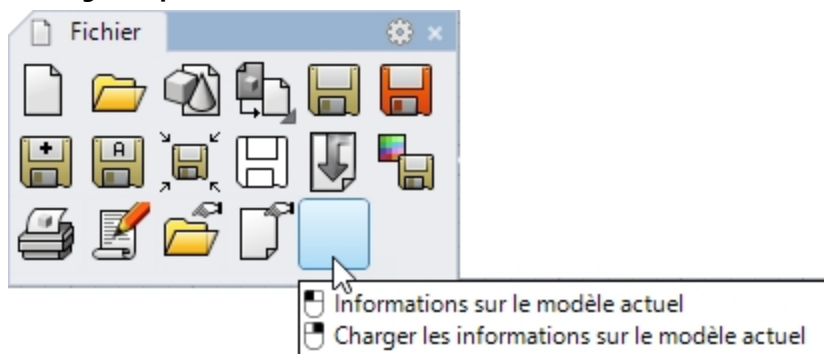 Fichier
A
Informations sur le modèle actuel
Charger les informations sur le modèle actuel